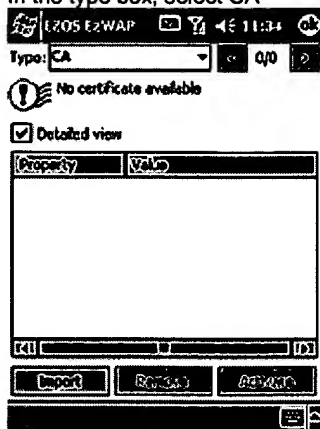 In the type box, select CA
EZOS EzWAP 11:34 ok
Type: CA 0/0
No certificate available
Detailed view
Property Value
Import Remove Activate